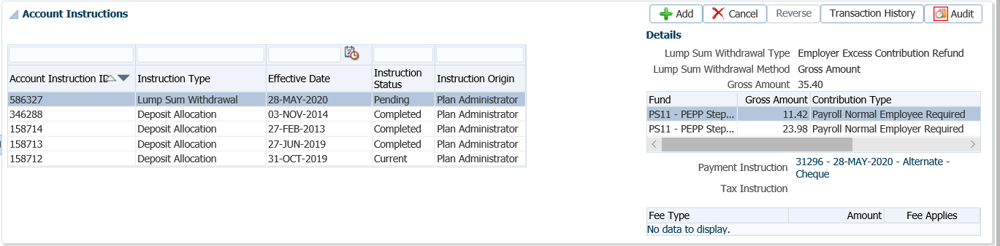 Account Instructions
Add Cancel Reverse Transaction History Audit
Details
Lump Sum Withdrawal Type Employer Excess Contribution Refund
Lump Sum Withdrawal Method Gross Amount
Gross Amount 35.40
Account Instruction ID Instruction Type Effective Date Instruction Status Instruction Origin
586327 Lump Sum Withdrawal 28-MAY-2020 Pending Plan Administrator
346288 Deposit Allocation 03-NOV-2014 Completed Plan Administrator
158714 Deposit Allocation 27-FEB-2013 Completed Plan Administrator
158713 Deposit Allocation 27-JUN-2019 Completed Plan Administrator
158712 Deposit Allocation 31-OCT-2019 Current Plan Administrator
Fund Gross Amount Contribution Type
PS11 - PEPP Step... 11.42 Payroll Normal Employee Required
PS11 - PEPP Step... 23.98 Payroll Normal Employer Required
Payment Instruction 31296 - 28-MAY-2020 - Alternate -
Cheque
Tax Instruction
Fee Type Amount Fee Applies
No data to display.